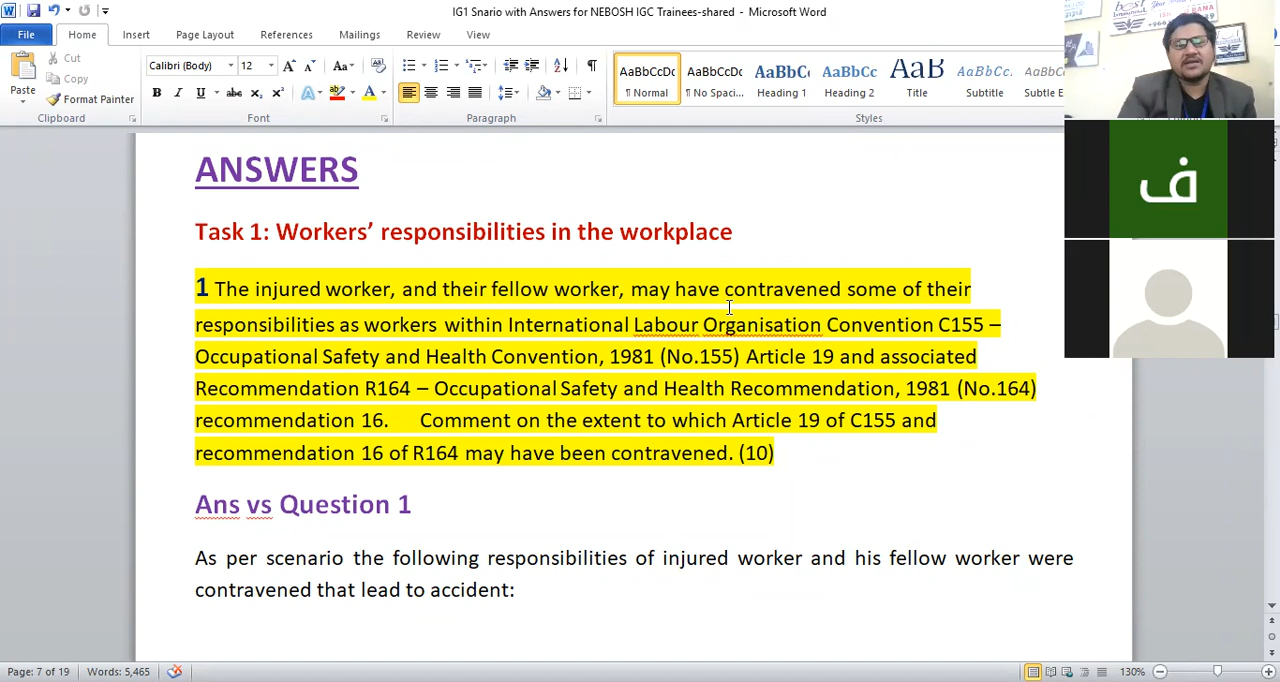 IG1 Snario with Answers for NEBOSH IGC Trainees-shared - Microsoft Word
File Home Insert Page Layout References Mailings Review View
Cut
Copy
Format Painter
Paste
Calibri (Body) 12
Clipboard Font Paragraph Styles
AaBbCcDc AaBbCcDc AaBbCc AaBbCc AaB AaBbCc. AaBbCc
¶ Normal ¶ No Spaci... Heading 1 Heading 2 Title Subtitle Subtle E
ANSWERS
Task 1: Workers’ responsibilities in the workplace
1 The injured worker, and their fellow worker, may have contravened some of their
responsibilities as workers within International Labour Organisation Convention C155 –
Occupational Safety and Health Convention, 1981 (No.155) Article 19 and associated
Recommendation R164 – Occupational Safety and Health Recommendation, 1981 (No.164)
recommendation 16. Comment on the extent to which Article 19 of C155 and
recommendation 16 of R164 may have been contravened. (10)
Ans vs Question 1
As per scenario the following responsibilities of injured worker and his fellow worker were
contravened that lead to accident:
ف
Page: 7 of 19 Words: 5,465 130%